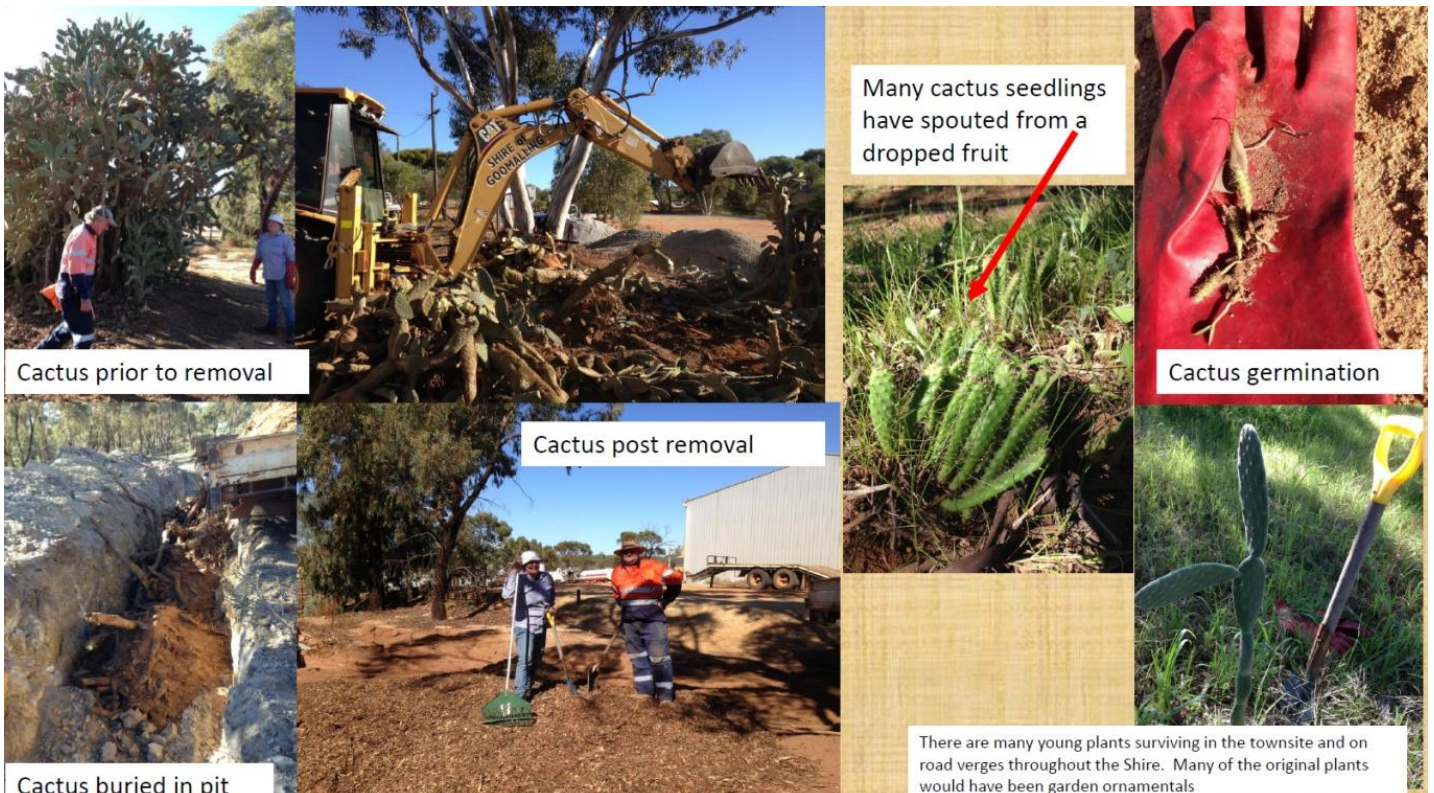 Cactus prior to removal
CAT
SHIRE OF
GOOMALLING
Many cactus seedlings
have spouted from a
dropped fruit
Cactus germination
Cactus buried in pit
Cactus post removal
There are many young plants surviving in the townsite and on
road verges throughout the Shire. Many of the original plants
would have been garden ornamentals